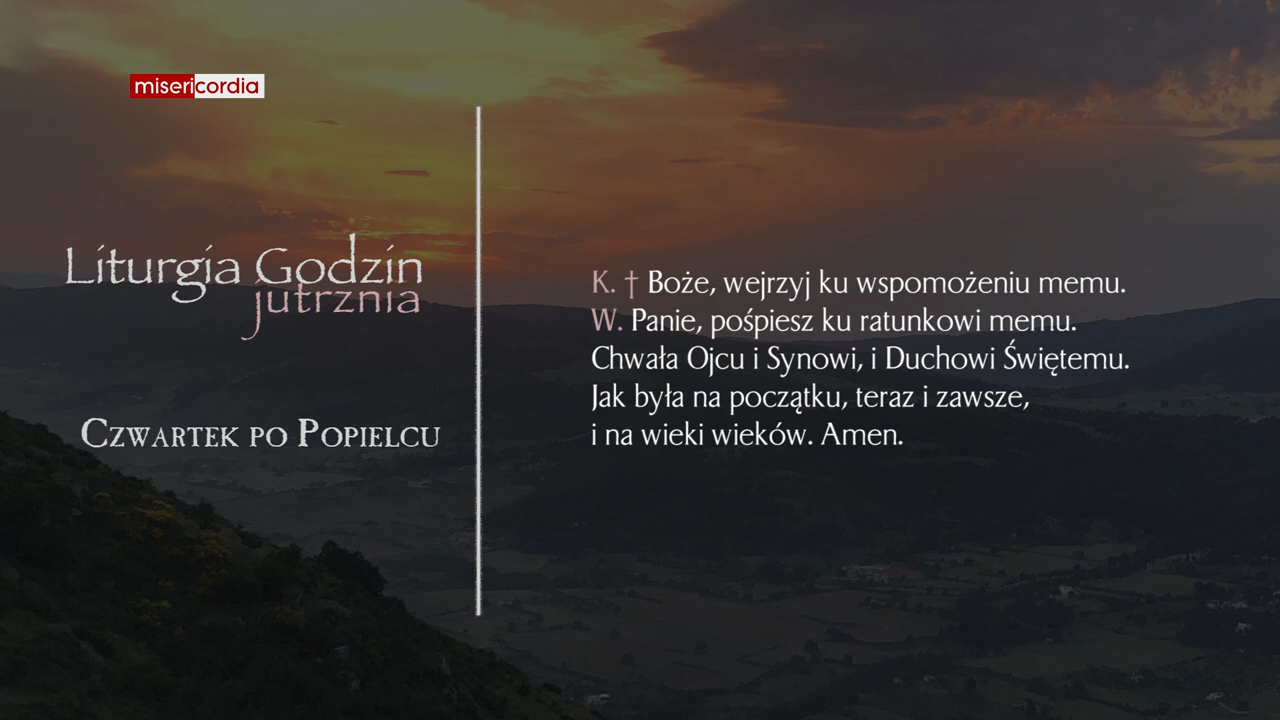 misericordia
Liturgia Godzin
jutrznia
Czwartek po Popielcu
K. † Boże, wejrzyj ku wspomożeniu memu.
W. Panie, pośpiesz ku ratunkowi memu.
Chwała Ojcu i Synowi, i Duchowi Świętemu.
Jak była na początku, teraz i zawsze,
i na wieki wieków. Amen.